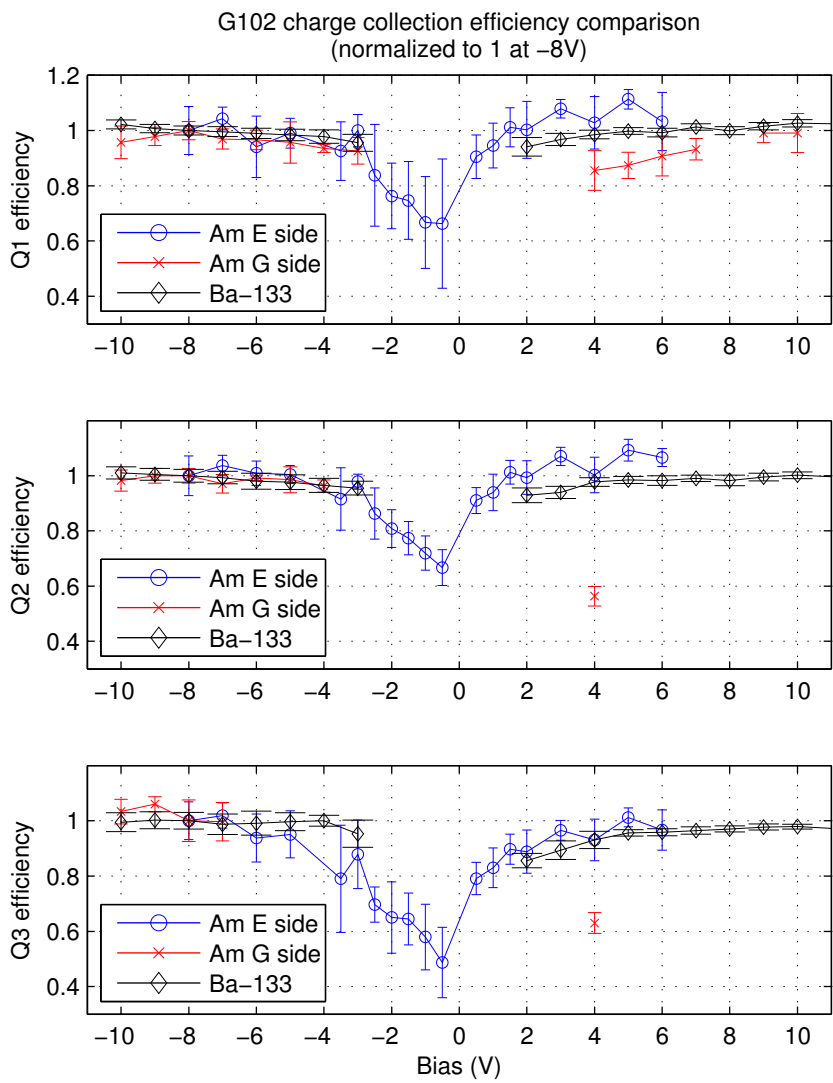 G102 charge collection efficiency comparison
(normalized to 1 at −8V)
1.2
1
0.8
0.6
0.4
Q1 efficiency
Am E side
Am G side
Ba−133
−10 −8 −6 −4 −2 0 2 4 6 8 10
1.2
1
0.8
0.6
0.4
Q2 efficiency
Am E side
Am G side
Ba−133
−10 −8 −6 −4 −2 0 2 4 6 8 10
1.2
1
0.8
0.6
0.4
Q3 efficiency
Am E side
Am G side
Ba−133
−10 −8 −6 −4 −2 0 2 4 6 8 10
Bias (V)